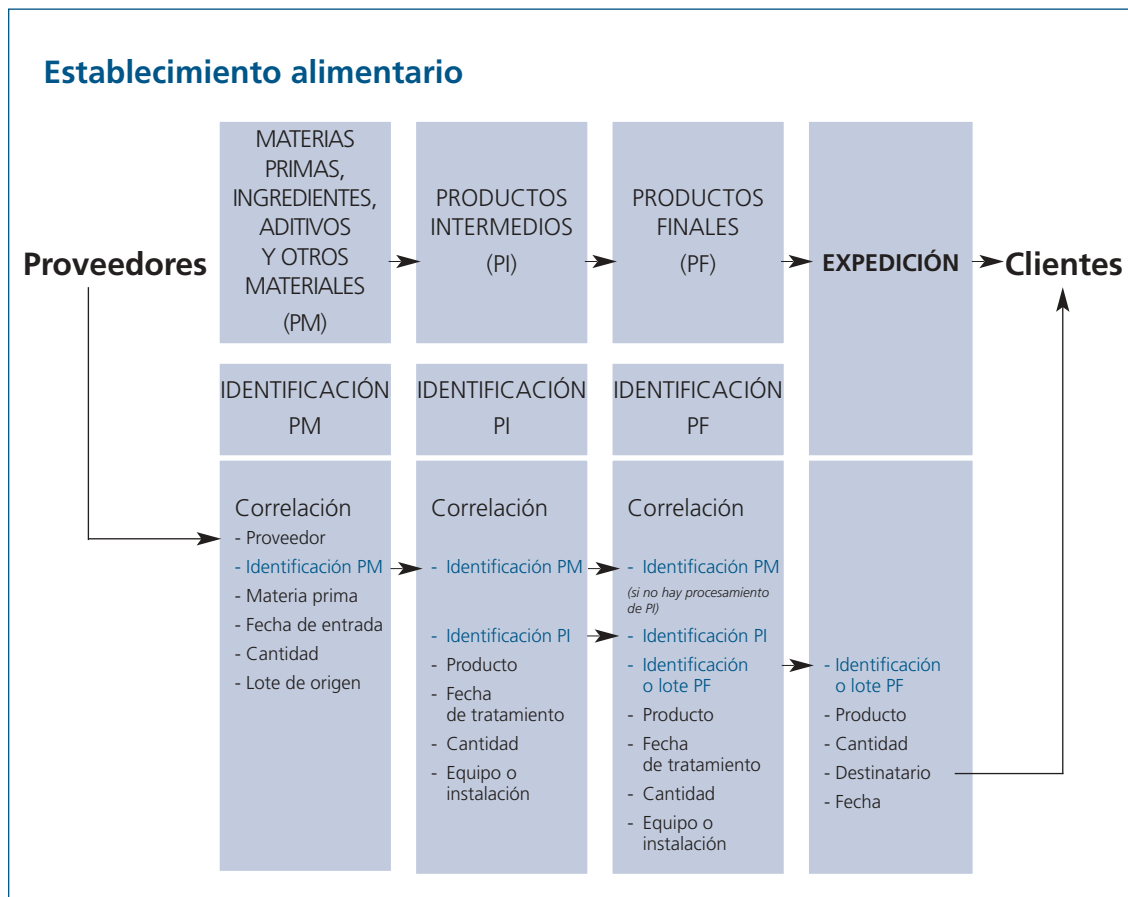 Establecimiento alimentario
Proveedores
MATERIAS
PRIMAS,
INGREDIENTES,
ADITIVOS
Y OTROS
MATERIALES
(PM)
PRODUCTOS
INTERMEDIOS
(PI)
PRODUCTOS
FINALES
(PF)
EXPEDICIÓN
Clientes
IDENTIFICACIÓN
PM
IDENTIFICACIÓN
PI
IDENTIFICACIÓN
PF
Correlación
- Proveedor
- Identificación PM
- Materia prima
- Fecha de entrada
- Cantidad
- Lote de origen
Correlación
- Identificación PM
- Identificación PI
- Producto
- Fecha
de tratamiento
- Cantidad
- Equipo o
instalación
Correlación
- Identificación PM
(si no hay procesamiento
de PI)
- Identificación PI
- Identificación
o lote PF
- Producto
- Fecha
de tratamiento
- Cantidad
- Equipo o
instalación
- Identificación
o lote PF
- Producto
- Cantidad
- Destinatario
- Fecha